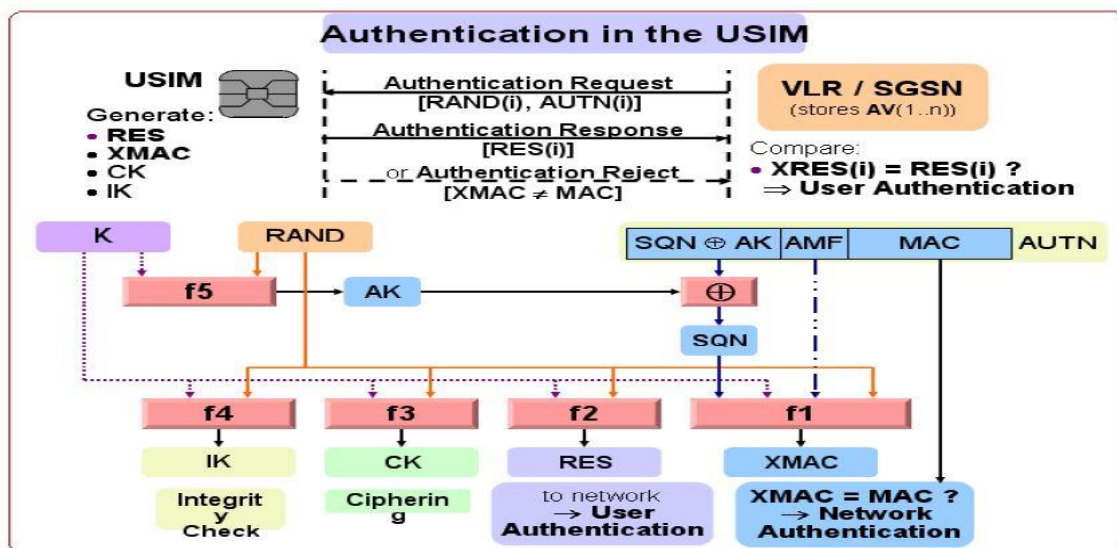 Authentication in the USIM
USIM
Generate:
• RES
• XMAC
• CK
• IK
Authentication Request
[RAND(i), AUTN(i)]
Authentication Response
[RES(i)]
or Authentication Reject
[XMAC ≠ MAC]
VLR / SGSN
(stores AV(1..n))
Compare:
• XRES(i) = RES(i) ?
⇒ User Authentication
K
RAND
SQN ⊕ AK
AMF
MAC
AUTN
f5
AK
⊕
SQN
f4
f3
f2
f1
IK
CK
RES
XMAC
Integrit
y
Check
Cipherin
g
to network
→ User
Authentication
XMAC = MAC ?
→ Network
Authentication